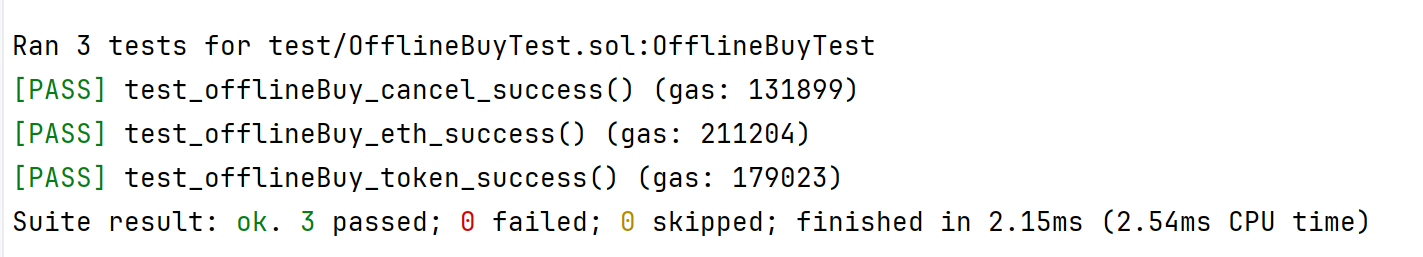 Ran 3 tests for test/OfflineBuyTest.sol:OfflineBuyTest
[PASS] test_offlineBuy_cancel_success() (gas: 131899)
[PASS] test_offlineBuy_eth_success() (gas: 211204)
[PASS] test_offlineBuy_token_success() (gas: 179023)
Suite result: ok. 3 passed; 0 failed; 0 skipped; finished in 2.15ms (2.54ms CPU time)